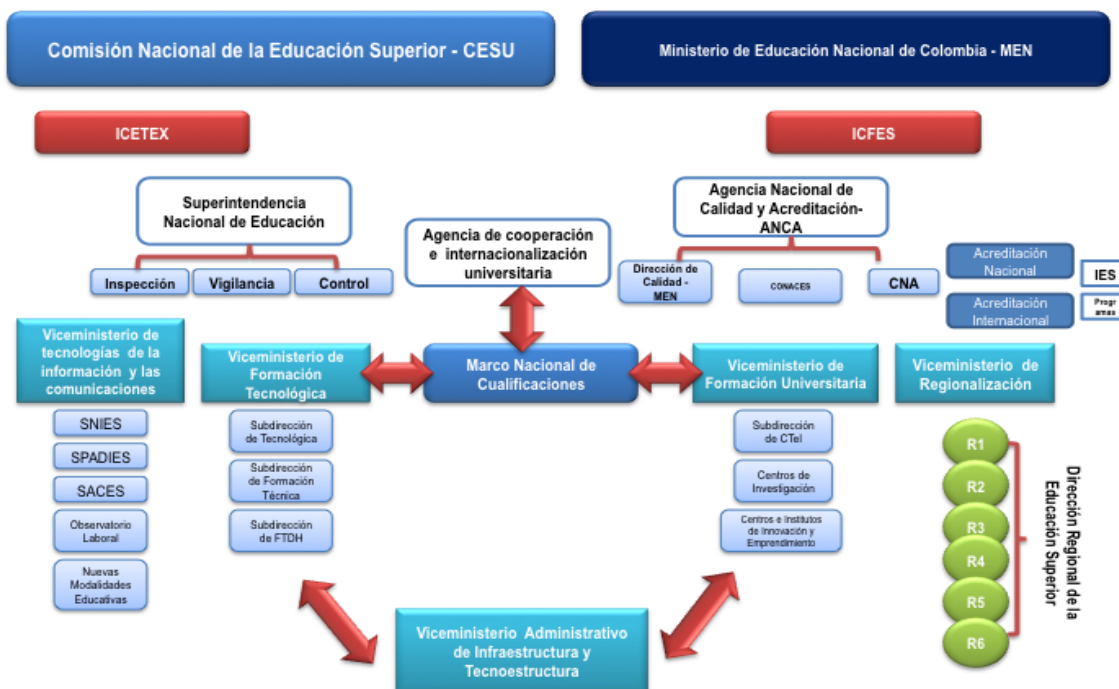 Comisión Nacional de la Educación Superior - CESU
Ministerio de Educación Nacional de Colombia - MEN
ICETEX
ICFES
Superintendencia
Nacional de Educación
Inspección
Vigilancia
Control
Agencia de cooperación
e internacionalización
universitaria
Agencia Nacional de
Calidad y Acreditación-
ANCA
Dirección de
Calidad -
MEN
CONACES
CNA
Acreditación
Nacional
IES
Acreditación
Internacional
Progr
amas
Viceministerio de
tecnologías de la
información y las
comunicaciones
SNIES
SPADIES
SACES
Observatorio
Laboral
Nuevas
Modalidades
Educativas
Viceministerio de
Formación
Tecnológica
Subdirección
de Tecnológica
Subdirección
de Formación
Técnica
Subdirección
de FTDH
Marco Nacional de
Cualificaciones
Viceministerio de
Formación Universitaria
Subdirección
de CTeI
Centros de
Investigación
Centros e Institutos
de Innovación y
Emprendimiento
Viceministerio de
Regionalización
R1
R2
R3
R4
R5
R6
Dirección Regional de la
Educación Superior
Viceministerio Administrativo
de Infraestructura y
Tecnoestructura